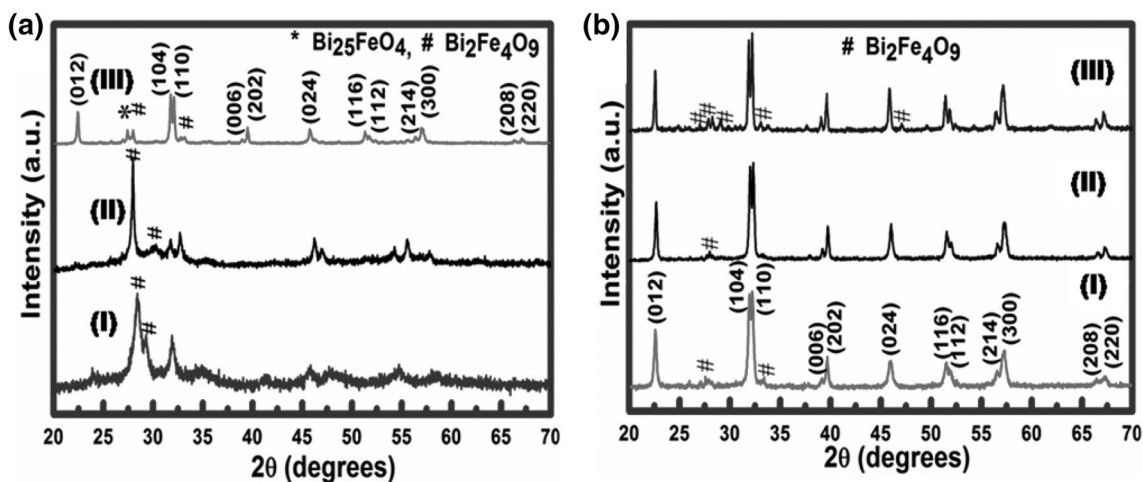 (a)
* Bi25FeO4, # Bi2Fe4O9
(III)
(012)
*
#
(104)
(110)
#
(006)
(202)
(024)
(116)
(112)
(214)
(300)
(208)
(220)
(II)
#
#
(I)
#
#
Intensity (a.u.)
20 25 30 35 40 45 50 55 60 65 70
2θ (degrees)
(b)
# Bi2Fe4O9
(III)
#
#
#
#
#
#
(II)
#
(I)
(012)
#
(104)
(110)
#
(006)
(202)
(024)
(116)
(112)
(214)
(300)
(208)
(220)
Intensity (a.u.)
20 25 30 35 40 45 50 55 60 65 70
2θ (degrees)